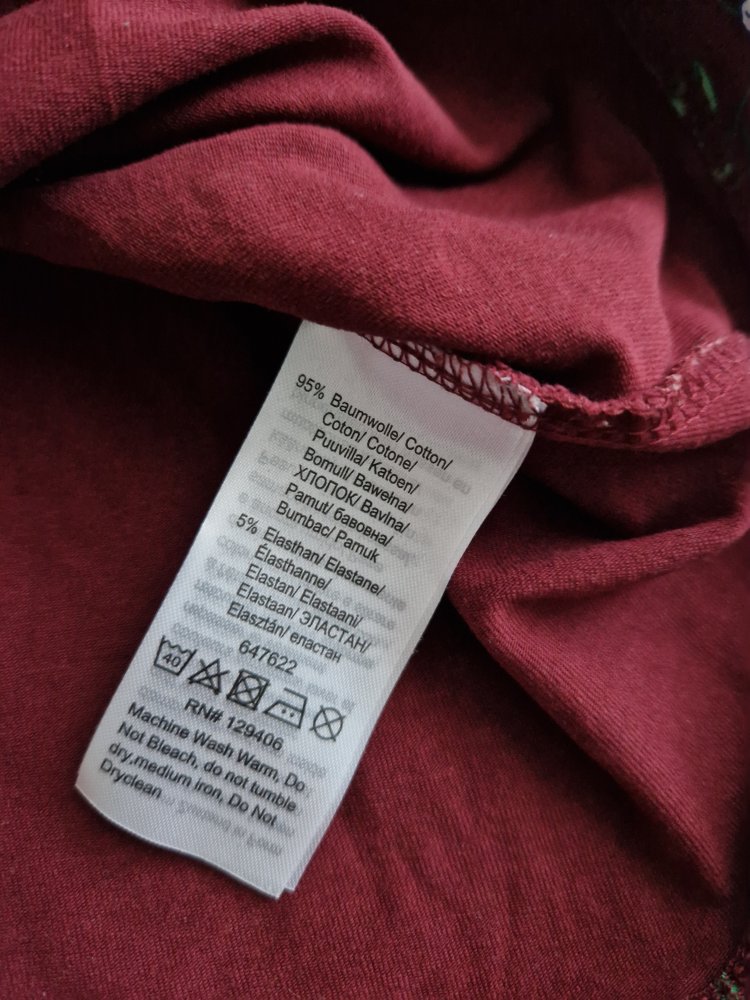 95% Baumwolle/ Cotton/
Coton/ Cotone/
Puuvilla/ Katoen/
Bomull/ Bawełna/
ХЛОПОК/ Bavlna/
Pamut/ бавовна/
Bumbac/ Pamuk
5% Elasthan/ Elastane/
Élasthanne/
Elastan/ Elastaani/
Elastaan/ ЭЛАСТАН/
Elasztán/ еластан
647622
40
RN# 129406
Machine Wash Warm, Do
Not Bleach, do not tumble
dry,medium iron, Do Not
Dryclean